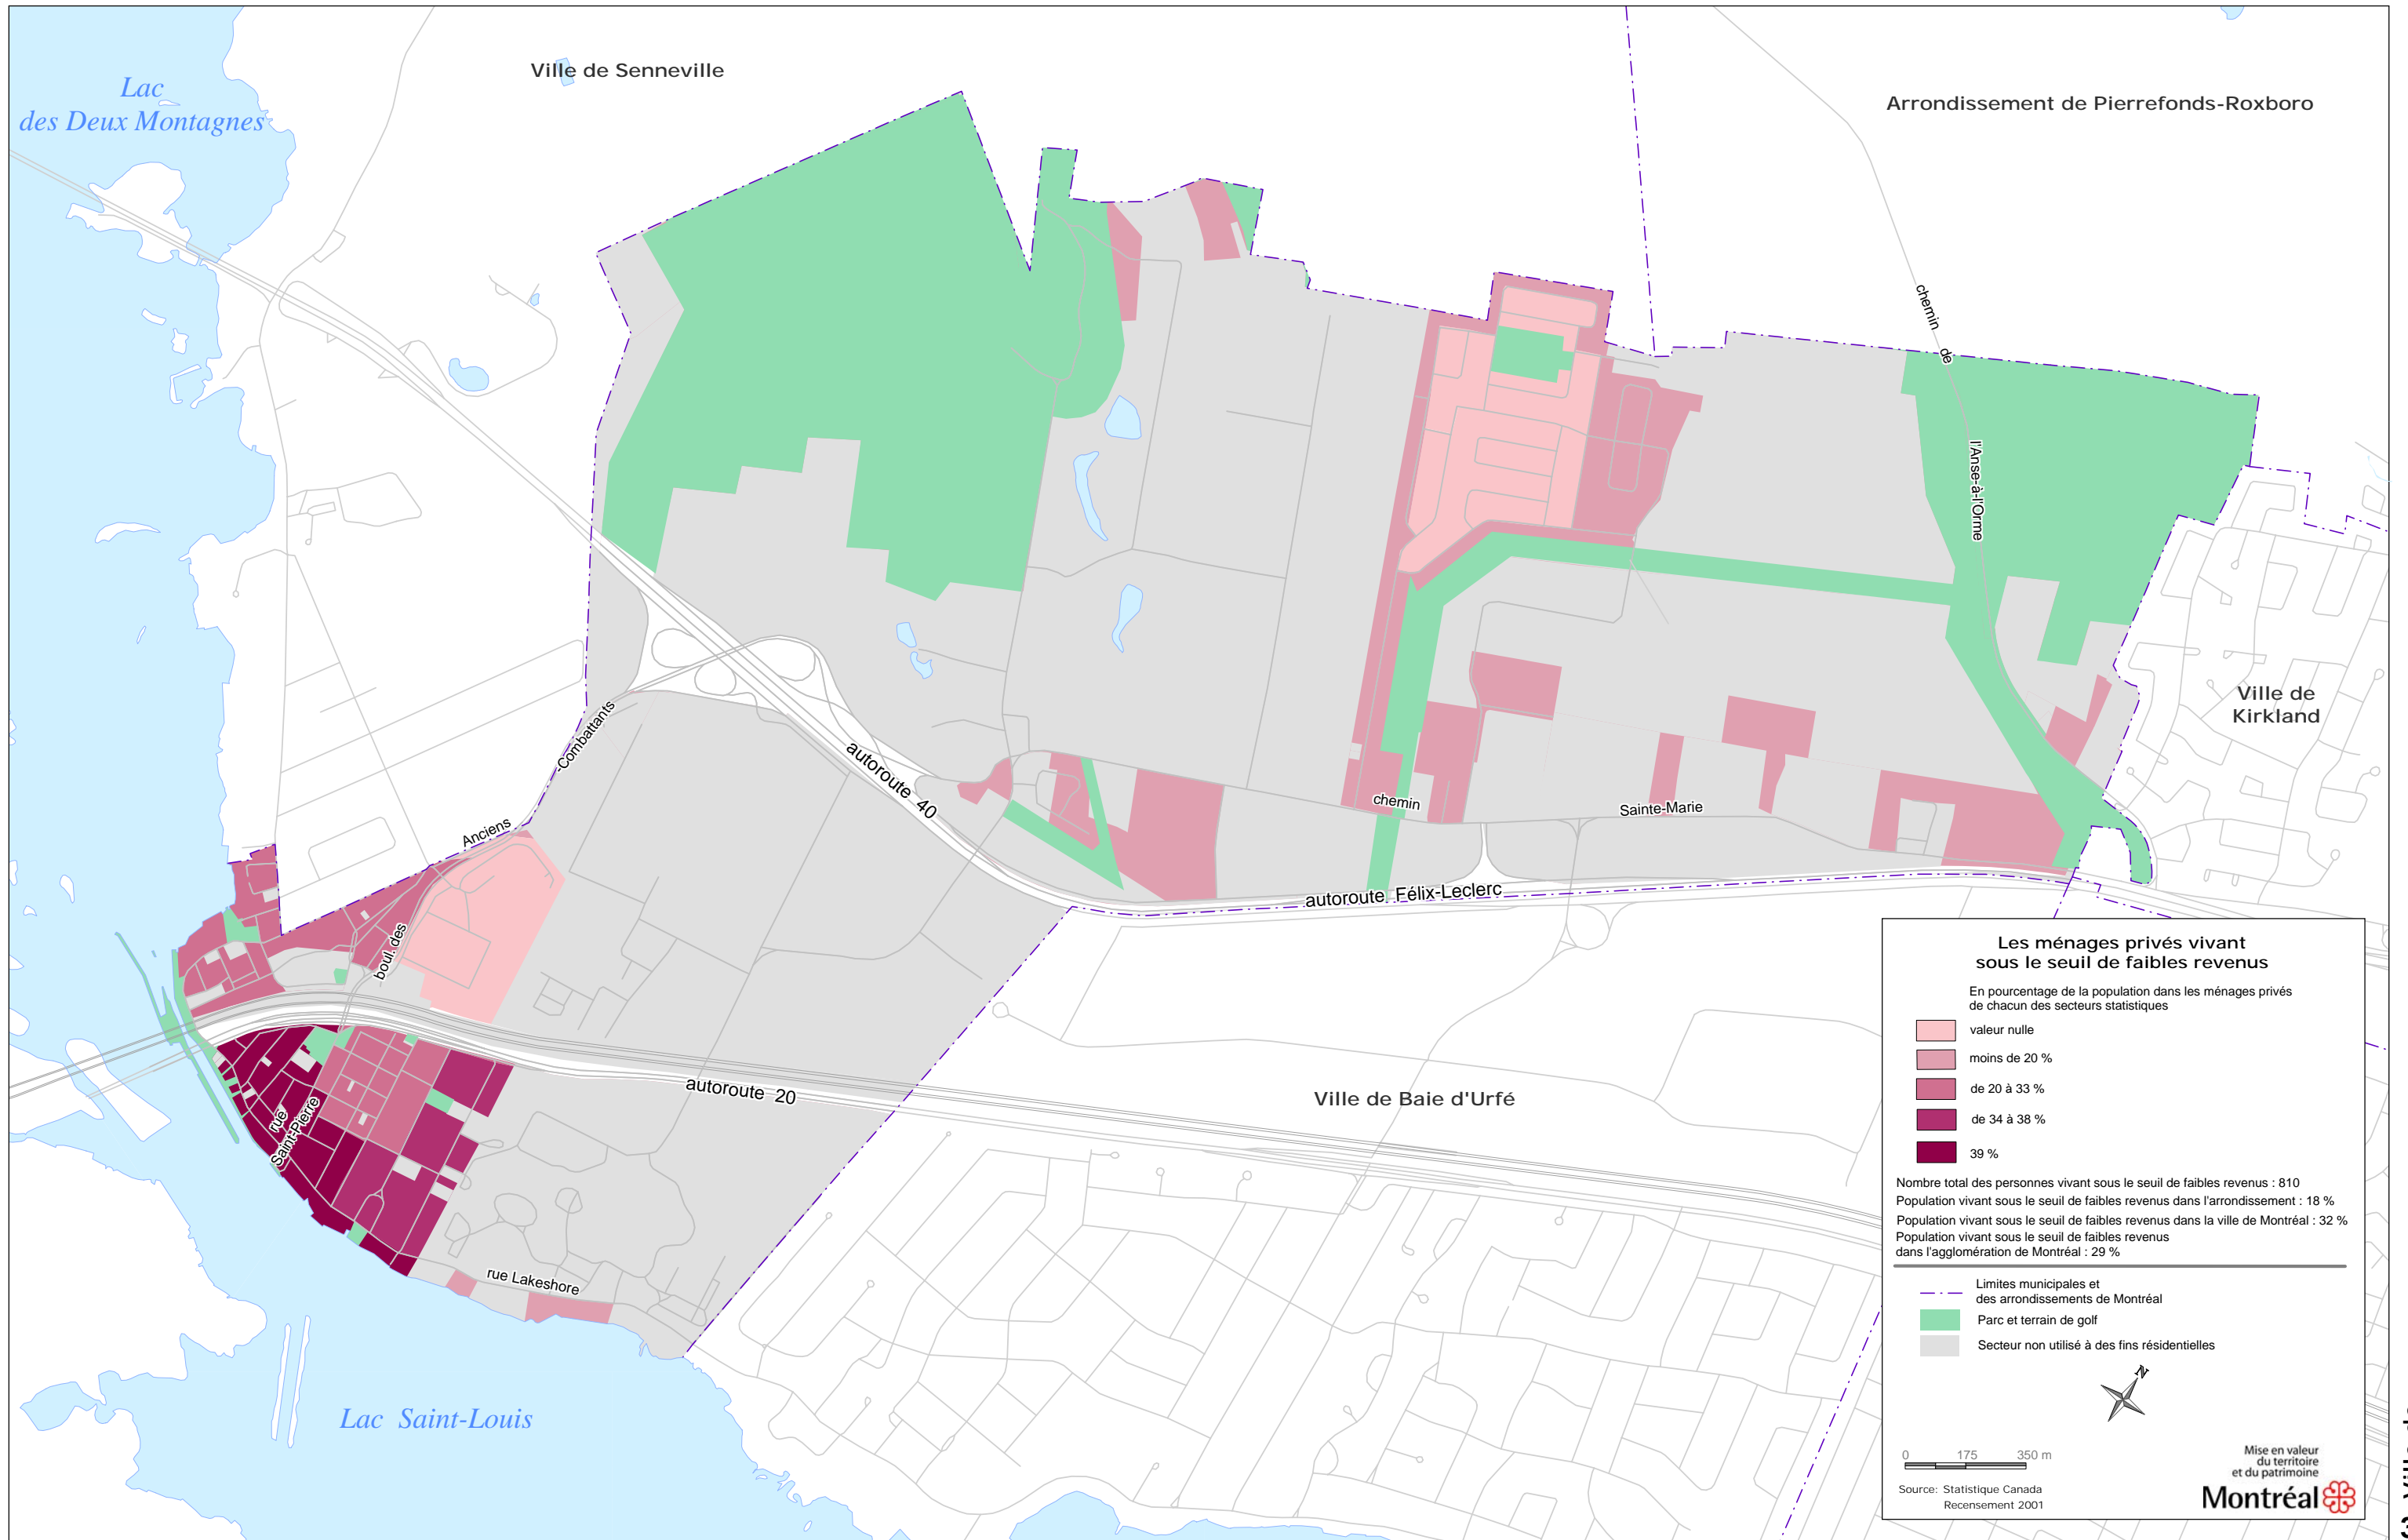 Lac
des Deux Montagnes
Ville de Senneville
Arrondissement de Pierrefonds-Roxboro
chemin
de
l'Anse-à-l'Orme
Ville de
Kirkland
-Combattants
Anciens
boul. des
autoroute 40
chemin
Sainte-Marie
autoroute Félix-Leclerc
autoroute 20
rue
Saint-Pierre
rue Lakeshore
Ville de Baie d'Urfé
Lac Saint-Louis
Les ménages privés vivant
sous le seuil de faibles revenus
En pourcentage de la population dans les ménages privés
de chacun des secteurs statistiques
valeur nulle
moins de 20 %
de 20 à 33 %
de 34 à 38 %
39 %
Nombre total des personnes vivant sous le seuil de faibles revenus : 810
Population vivant sous le seuil de faibles revenus dans l'arrondissement : 18 %
Population vivant sous le seuil de faibles revenus dans la ville de Montréal : 32 %
Population vivant sous le seuil de faibles revenus
dans l'agglomération de Montréal : 29 %
Limites municipales et
des arrondissements de Montréal
Parc et terrain de golf
Secteur non utilisé à des fins résidentielles
N
0 175 350 m
Source: Statistique Canada
Recensement 2001
Mise en valeur
du territoire
et du patrimoine
Montréal